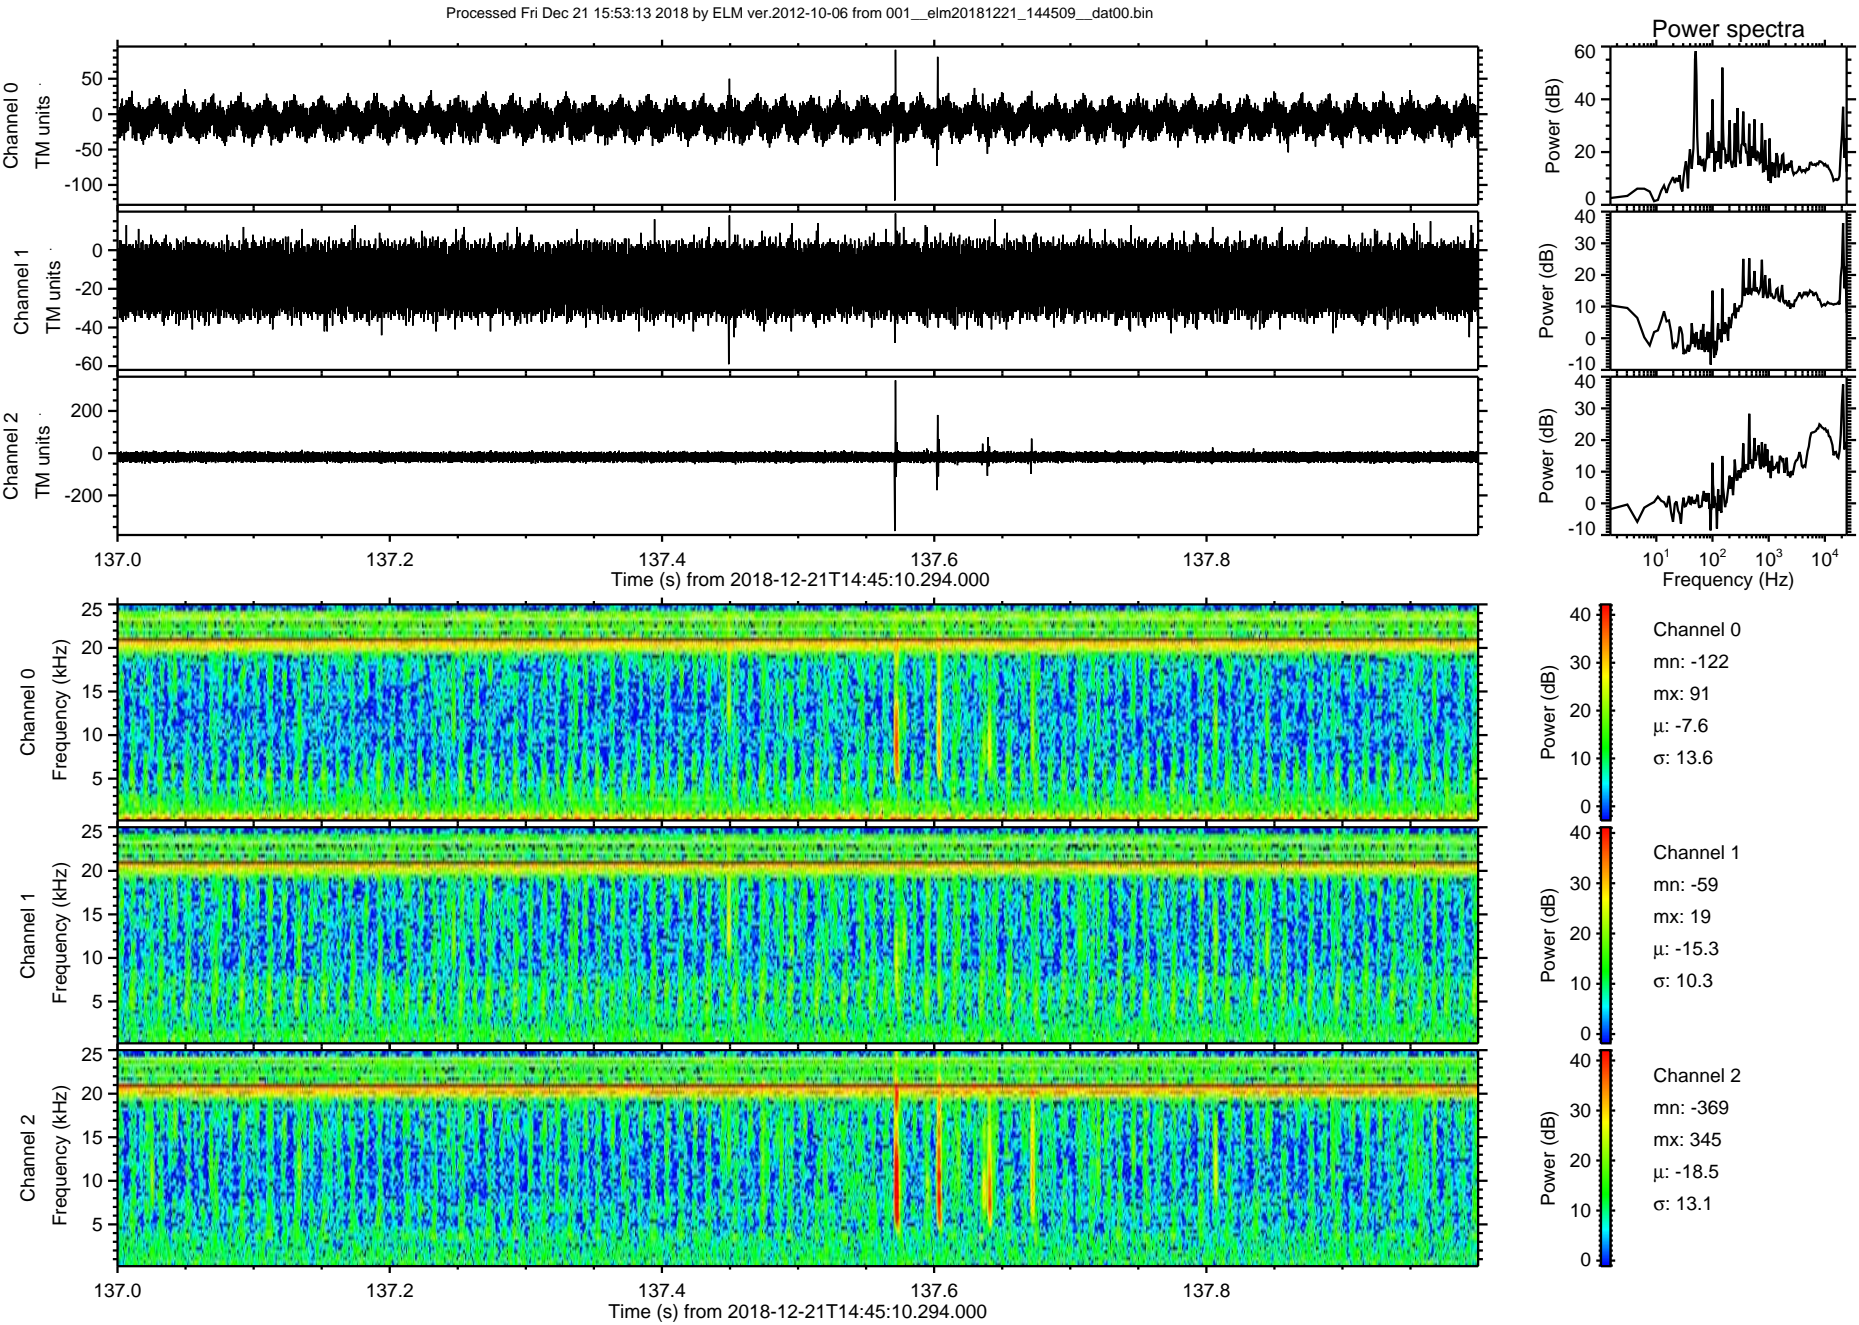 Processed Fri Dec 21 15:53:13 2018 by ELM ver.2012-10-06 from 001__elm20181221_144509__dat00.bin
Power spectra
Channel 0
TM units
50
0
-50
-100
Power (dB)
60
40
20
0
Channel 1
TM units
0
-20
-40
-60
Power (dB)
40
30
20
10
0
-10
Channel 2
TM units
200
0
-200
Power (dB)
40
30
20
10
0
-10
137.0 137.2 137.4 137.6 137.8
Time (s) from 2018-12-21T14:45:10.294.000
10^1 10^2 10^3 10^4
Frequency (Hz)
Channel 0
Frequency (kHz)
25
20
15
10
5
Power (dB)
40
30
20
10
0
Channel 0
mn: -122
mx: 91
μ: -7.6
σ: 13.6
Channel 1
Frequency (kHz)
25
20
15
10
5
Power (dB)
40
30
20
10
0
Channel 1
mn: -59
mx: 19
μ: -15.3
σ: 10.3
Channel 2
Frequency (kHz)
25
20
15
10
5
Power (dB)
40
30
20
10
0
Channel 2
mn: -369
mx: 345
μ: -18.5
σ: 13.1
137.0 137.2 137.4 137.6 137.8
Time (s) from 2018-12-21T14:45:10.294.000